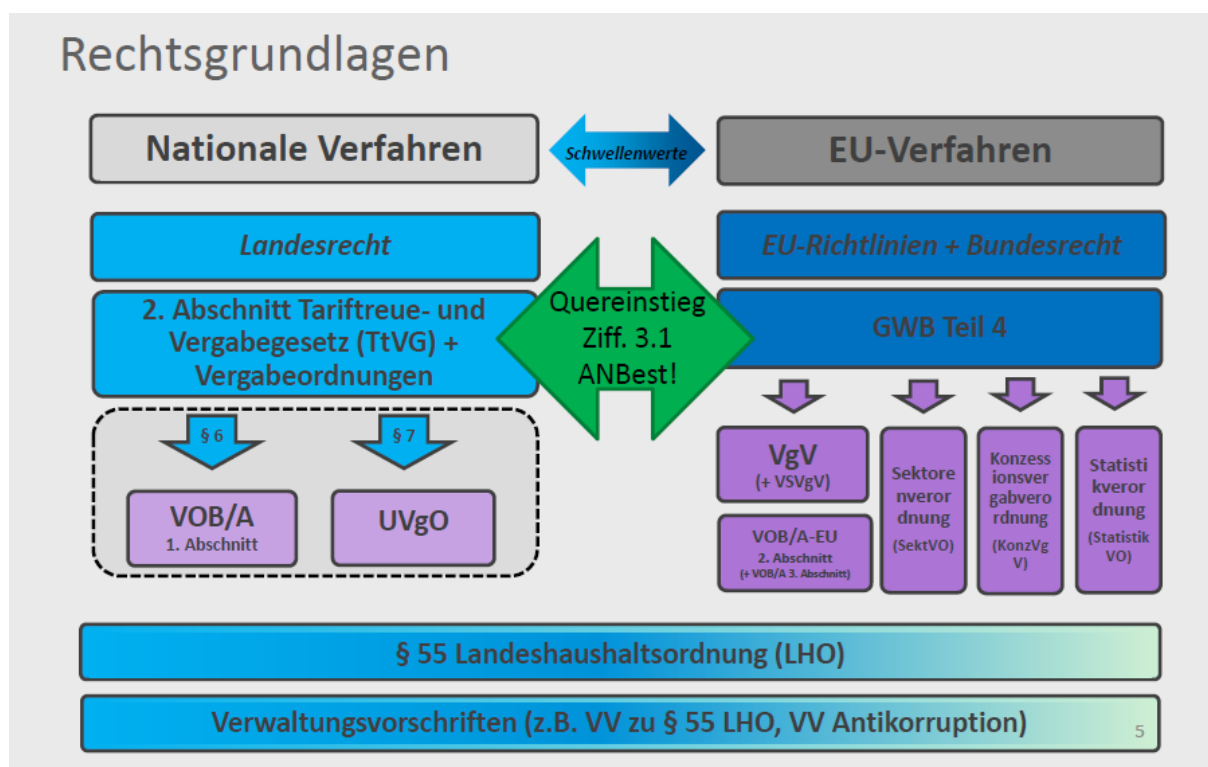 Rechtsgrundlagen
Nationale Verfahren
Schwellenwerte
EU-Verfahren
Landesrecht
EU-Richtlinien + Bundesrecht
2. Abschnitt Tariftreue- und
Vergabegesetz (TtVG) +
Vergabeordnungen
Quereinstieg
Ziff. 3.1
ANBest!
GWB Teil 4
§ 6
§ 7
VOB/A
1. Abschnitt
UVgO
VgV
(+ VSVgV)
VOB/A-EU
2. Abschnitt
(+ VOB/A 3. Abschnitt)
Sektore
nverord
dnung
(SektVO)
Konzess
ionsver
gabvero
rdnung
(KonzVg
V)
Statisti
kveror
dnung
(Statistik
VO)
§ 55 Landeshaushaltsordnung (LHO)
Verwaltungsvorschriften (z.B. VV zu § 55 LHO, VV Antikorruption)
5